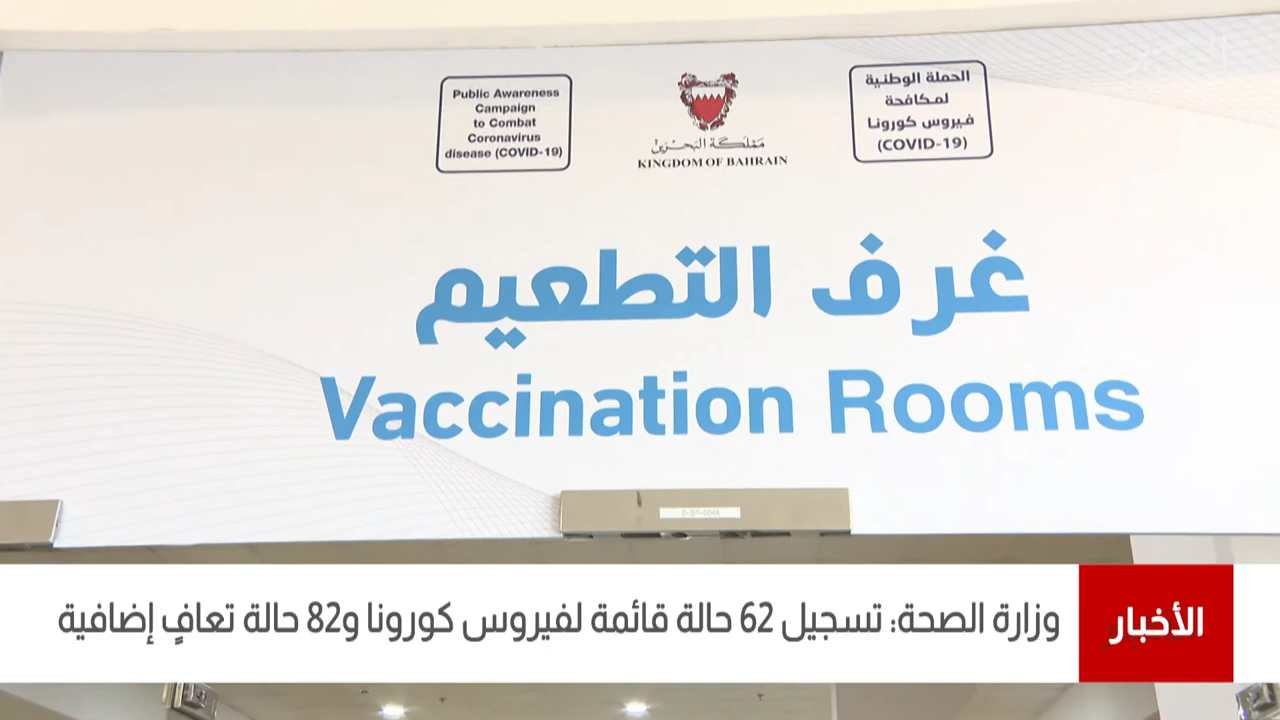 Public Awareness
Campaign
to Combat
Coronavirus
disease (COVID-19)
مملكة البحرين
KINGDOM OF BAHRAIN
الحملة الوطنية
لمكافحة
فيروس كورونا
(COVID-19)
غرف التطعيم
Vaccination Rooms
الأخبار
وزارة الصحة: تسجيل 62 حالة قائمة لفيروس كورونا و82 حالة تعافٍ إضافية